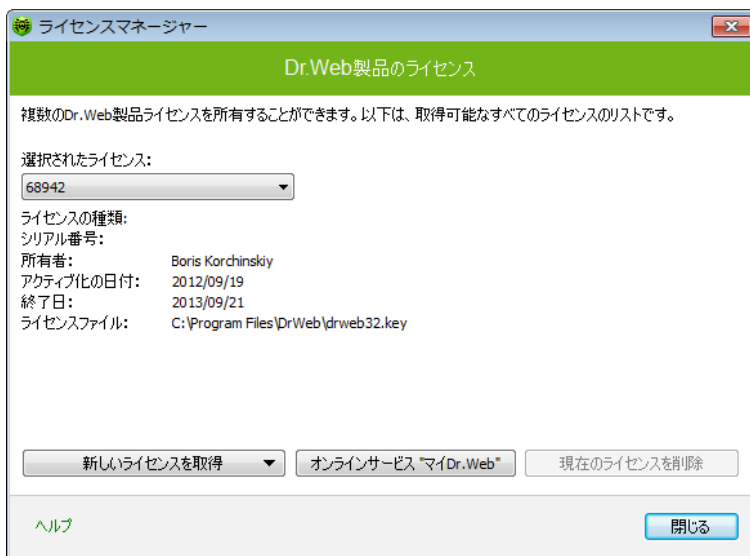 ライセンスマネージャー
Dr.Web製品のライセンス
複数のDr.Web製品ライセンスを所有することができます。以下は、取得可能なすべてのライセンスのリストです。
選択されたライセンス:
68942
ライセンスの種類:
シリアル番号:
所有者: Boris Korchinskiy
アクティブ化の日付: 2012/09/19
終了日: 2013/09/21
ライセンスファイル: C:\Program Files\DrWeb\drweb32.key
新しいライセンスを取得 オンラインサービス "マイDr.Web" 現在のライセンスを削除
ヘルプ 閉じる